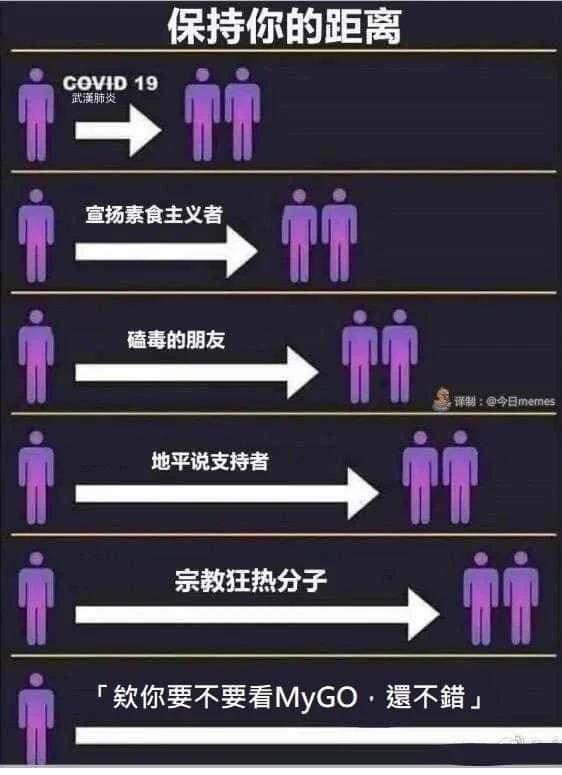 保持你的距离
COVID 19
武漢肺炎
宣扬素食主义者
磕毒的朋友
译制：@今日memes
地平说支持者
宗教狂热分子
「欸你要不要看MyGO，還不錯」